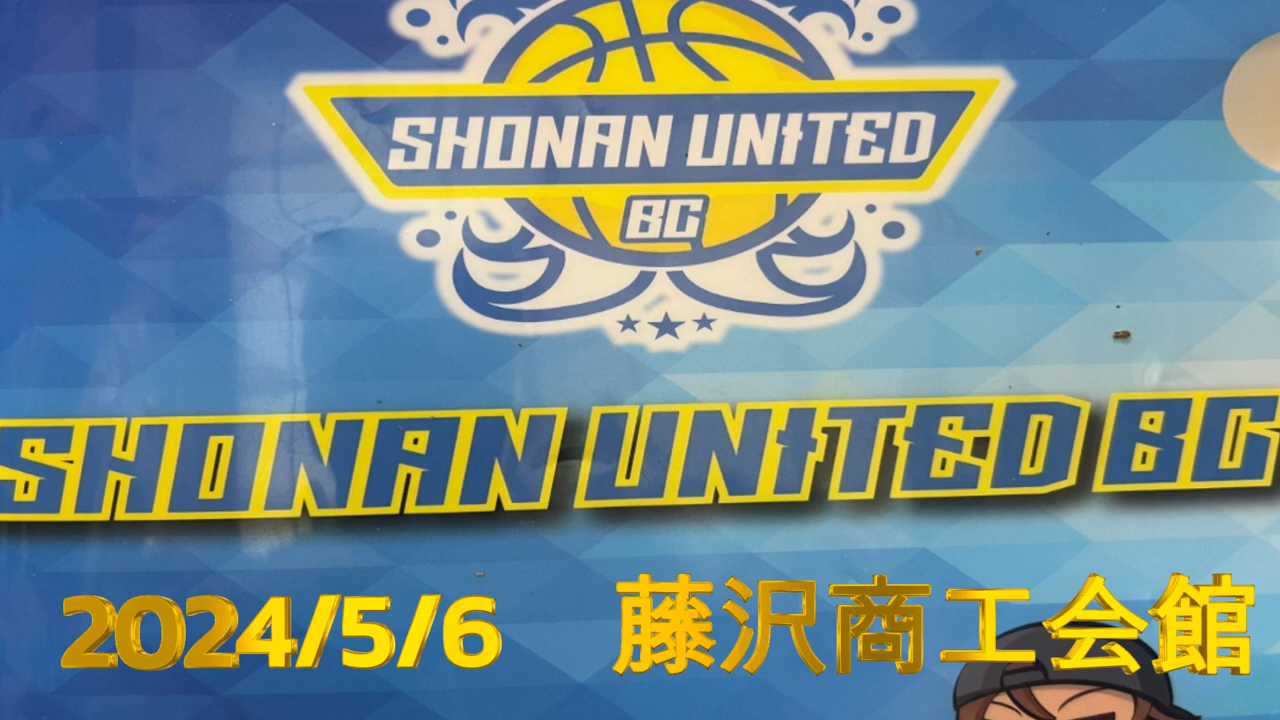 SHONAN UNITED
BC
SHONAN UNITED BC
2024/5/6 藤沢商工会館